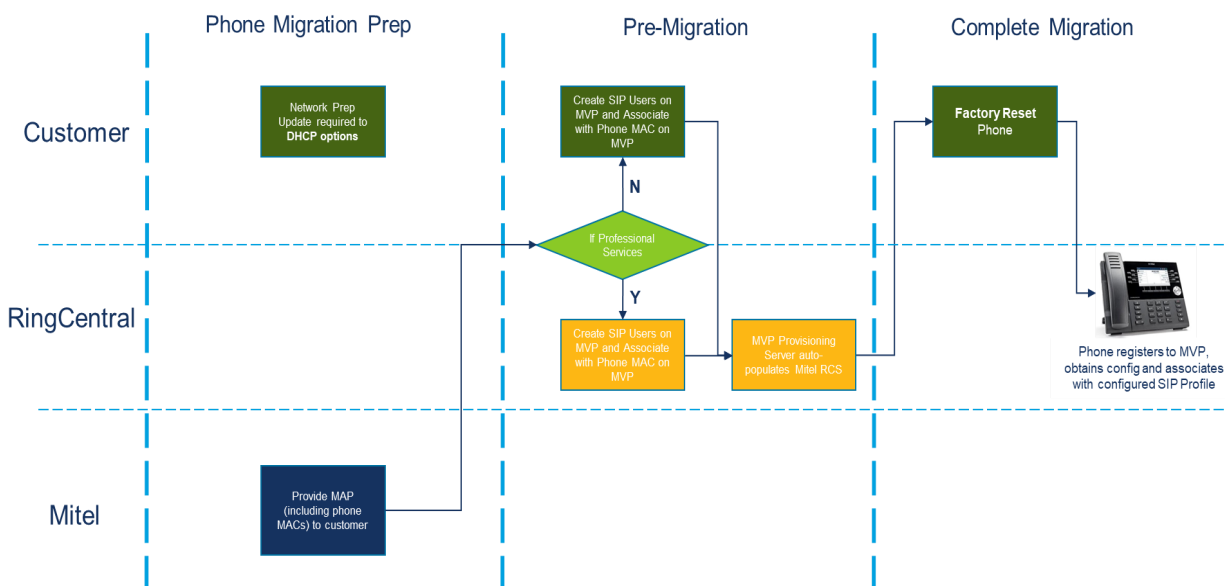 Phone Migration Prep
Pre-Migration
Complete Migration
Customer
Network Prep
Update required to
DHCP options
Create SIP Users on
MVP and Associate
with Phone MAC on
MVP
Factory Reset
Phone
N
If Professional
Services
Y
RingCentral
Create SIP Users on
MVP and Associate
with Phone MAC on
MVP
MVP Provisioning
Server auto-
populates Mitel RCS
Phone registers to MVP,
obtains config and associates
with configured SIP Profile
Mitel
Provide MAP
(including phone
MACs) to customer